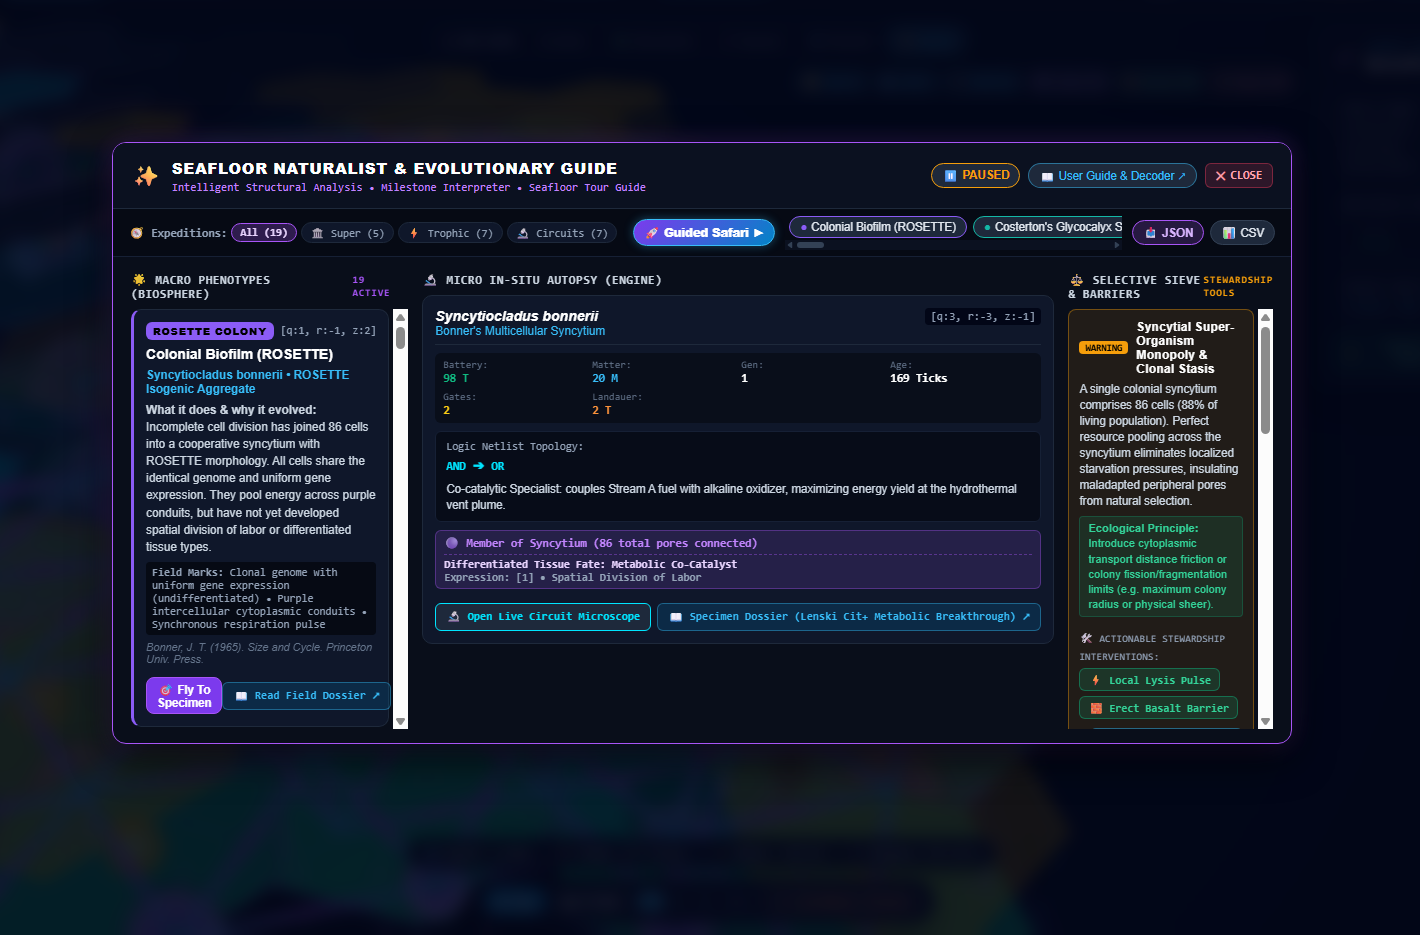 SEAFLOOR NATURALIST & EVOLUTIONARY GUIDE
Intelligent Structural Analysis • Milestone Interpreter • Seafloor Tour Guide
PAUSED
User Guide & Decoder ↗
CLOSE
Expeditions:
All (19)
Super (5)
Trophic (7)
Circuits (7)
Guided Safari ▶
Colonial Biofilm (ROSETTE)
Costerton's Glycocalyx S
JSON
CSV
MACRO PHENOTYPES
(BIOSPHERE)
19
ACTIVE
ROSETTE COLONY
[q:1, r:-1, z:2]
Colonial Biofilm (ROSETTE)
Syncytiocladus bonnerii • ROSETTE
Isogenic Aggregate
What it does & why it evolved:
Incomplete cell division has joined 86 cells
into a cooperative syncytium with
ROSETTE morphology. All cells share the
identical genome and uniform gene
expression. They pool energy across purple
conduits, but have not yet developed
spatial division of labor or differentiated
tissue types.
Field Marks: Clonal genome with
uniform gene expression
(undifferentiated) • Purple
intercellular cytoplasmic conduits •
Synchronous respiration pulse
Bonner, J. T. (1965). Size and Cycle. Princeton
Univ. Press.
Fly To
Specimen
Read Field Dossier ↗
MICRO IN-SITU AUTOPSY (ENGINE)
Syncytiocladus bonnerii
Bonner's Multicellular Syncytium
[q:3, r:-3, z:-1]
Battery:
98 T
Matter:
20 M
Gen:
1
Age:
169 Ticks
Gates:
2
Landauer:
2 T
Logic Netlist Topology:
AND ➔ OR
Co-catalytic Specialist: couples Stream A fuel with alkaline oxidizer, maximizing energy yield at the hydrothermal
vent plume.
Member of Syncytium (86 total pores connected)
Differentiated Tissue Fate: Metabolic Co-Catalyst
Expression: [1] • Spatial Division of Labor
Open Live Circuit Microscope
Specimen Dossier (Lenski Cit+ Metabolic Breakthrough) ↗
SELECTIVE SIEVE
& BARRIERS
STEWARDSHIP
TOOLS
WARNING
Syncytial Super-
Organism
Monopoly &
Clonal Stasis
A single colonial syncytium
comprises 86 cells (88% of
living population). Perfect
resource pooling across the
syncytium eliminates localized
starvation pressures, insulating
maladapted peripheral pores
from natural selection.
Ecological Principle:
Introduce cytoplasmic
transport distance friction or
colony fission/fragmentation
limits (e.g. maximum colony
radius or physical sheer).
ACTIONABLE STEWARDSHIP
INTERVENTIONS:
Local Lysis Pulse
Erect Basalt Barrier